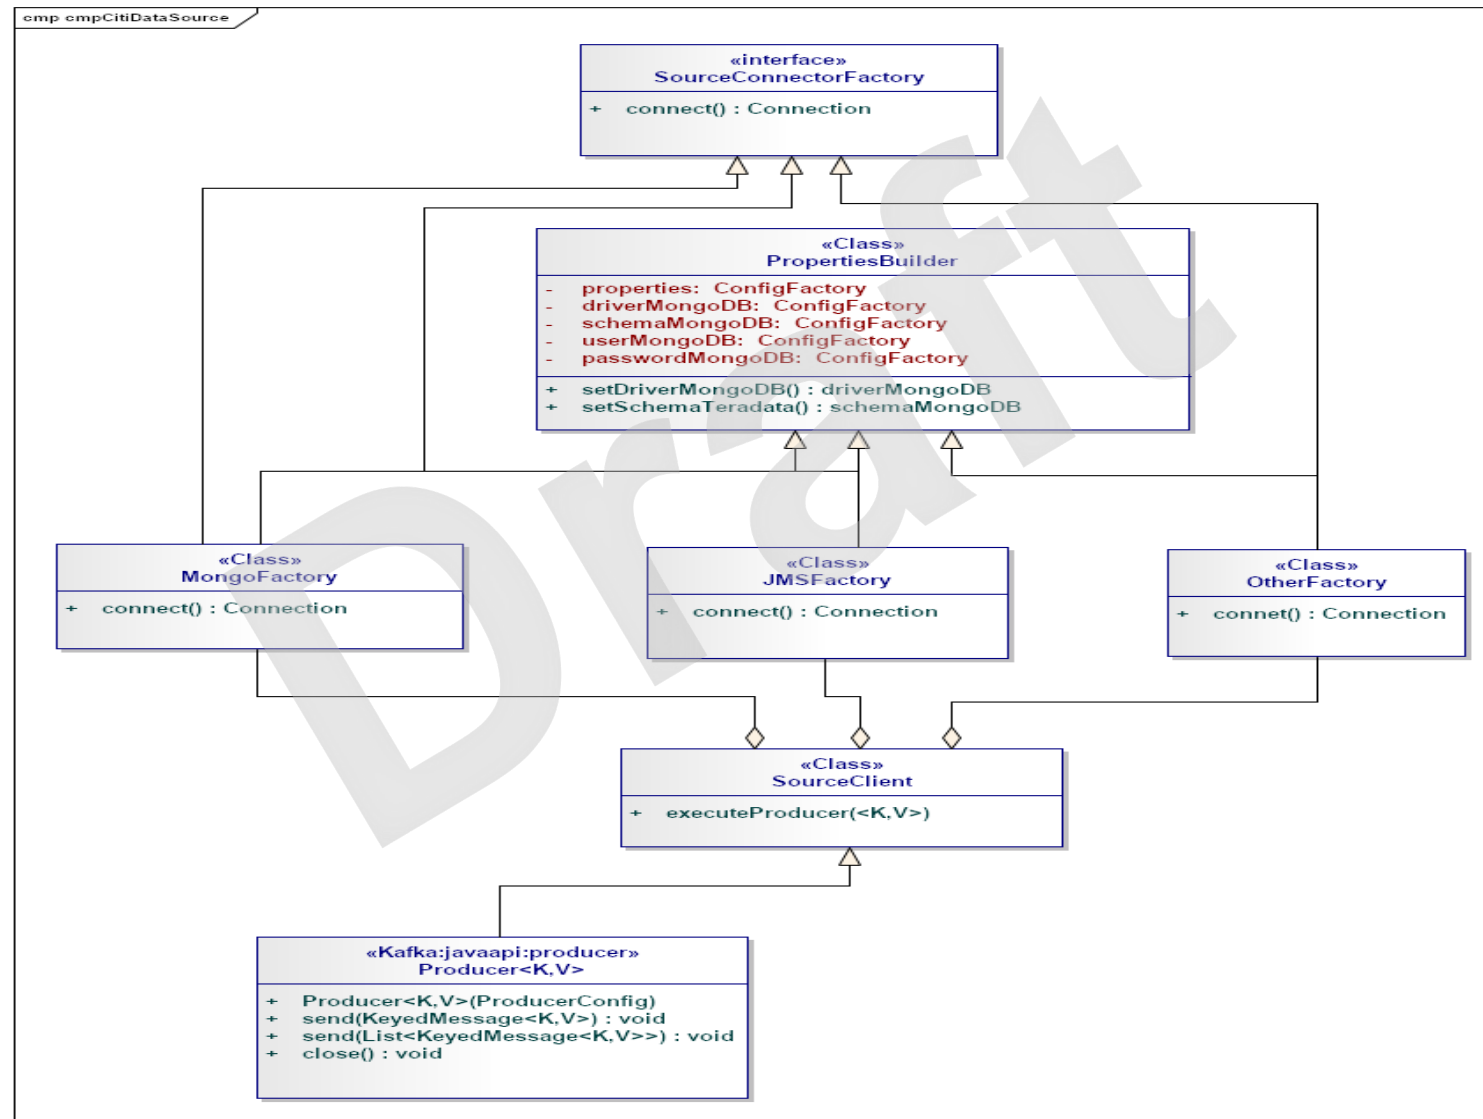 cmp cmpCitiDataSource
«interface»
SourceConnectorFactory
+ connect() : Connection
«Class»
PropertiesBuilder
- properties: ConfigFactory
- driverMongoDB: ConfigFactory
- schemaMongoDB: ConfigFactory
- userMongoDB: ConfigFactory
- passwordMongoDB: ConfigFactory
+ setDriverMongoDB() : driverMongoDB
+ setSchemaTeradata() : schemaMongoDB
«Class»
MongoFactory
+ connect() : Connection
«Class»
JMSFactory
+ connect() : Connection
«Class»
OtherFactory
+ connet() : Connection
«Class»
SourceClient
+ executeProducer(<K,V>)
«Kafka:javaapi:producer»
Producer<K,V>
+ Producer<K,V>(ProducerConfig)
+ send(KeyedMessage<K,V>) : void
+ send(List<KeyedMessage<K,V>>) : void
+ close() : void
Draft